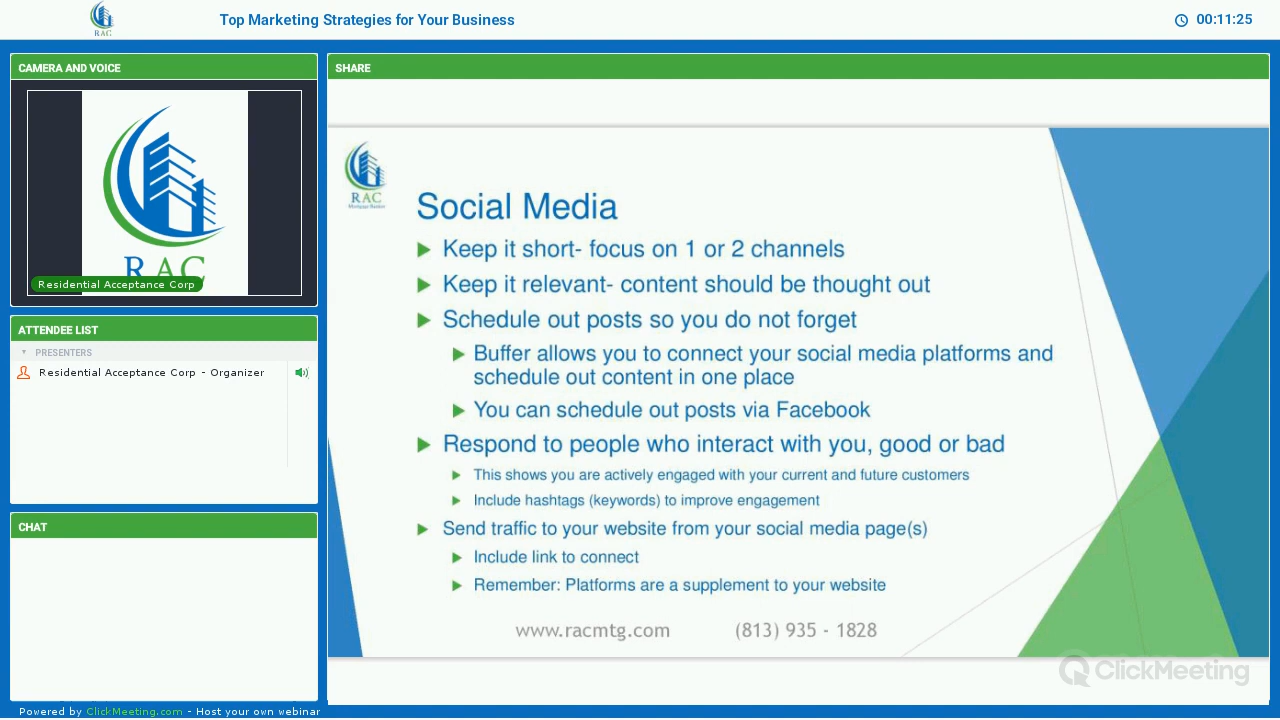 RAC
Top Marketing Strategies for Your Business
00:11:25
CAMERA AND VOICE
RAC
Residential Acceptance Corp
ATTENDEE LIST
PRESENTERS
Residential Acceptance Corp - Organizer
CHAT
Powered by ClickMeeting.com - Host your own webinar
SHARE
RAC
Mortgage Banker
Social Media
Keep it short- focus on 1 or 2 channels
Keep it relevant- content should be thought out
Schedule out posts so you do not forget
Buffer allows you to connect your social media platforms and
schedule out content in one place
You can schedule out posts via Facebook
Respond to people who interact with you, good or bad
This shows you are actively engaged with your current and future customers
Include hashtags (keywords) to improve engagement
Send traffic to your website from your social media page(s)
Include link to connect
Remember: Platforms are a supplement to your website
www.racmtg.com (813) 935 - 1828
ClickMeeting